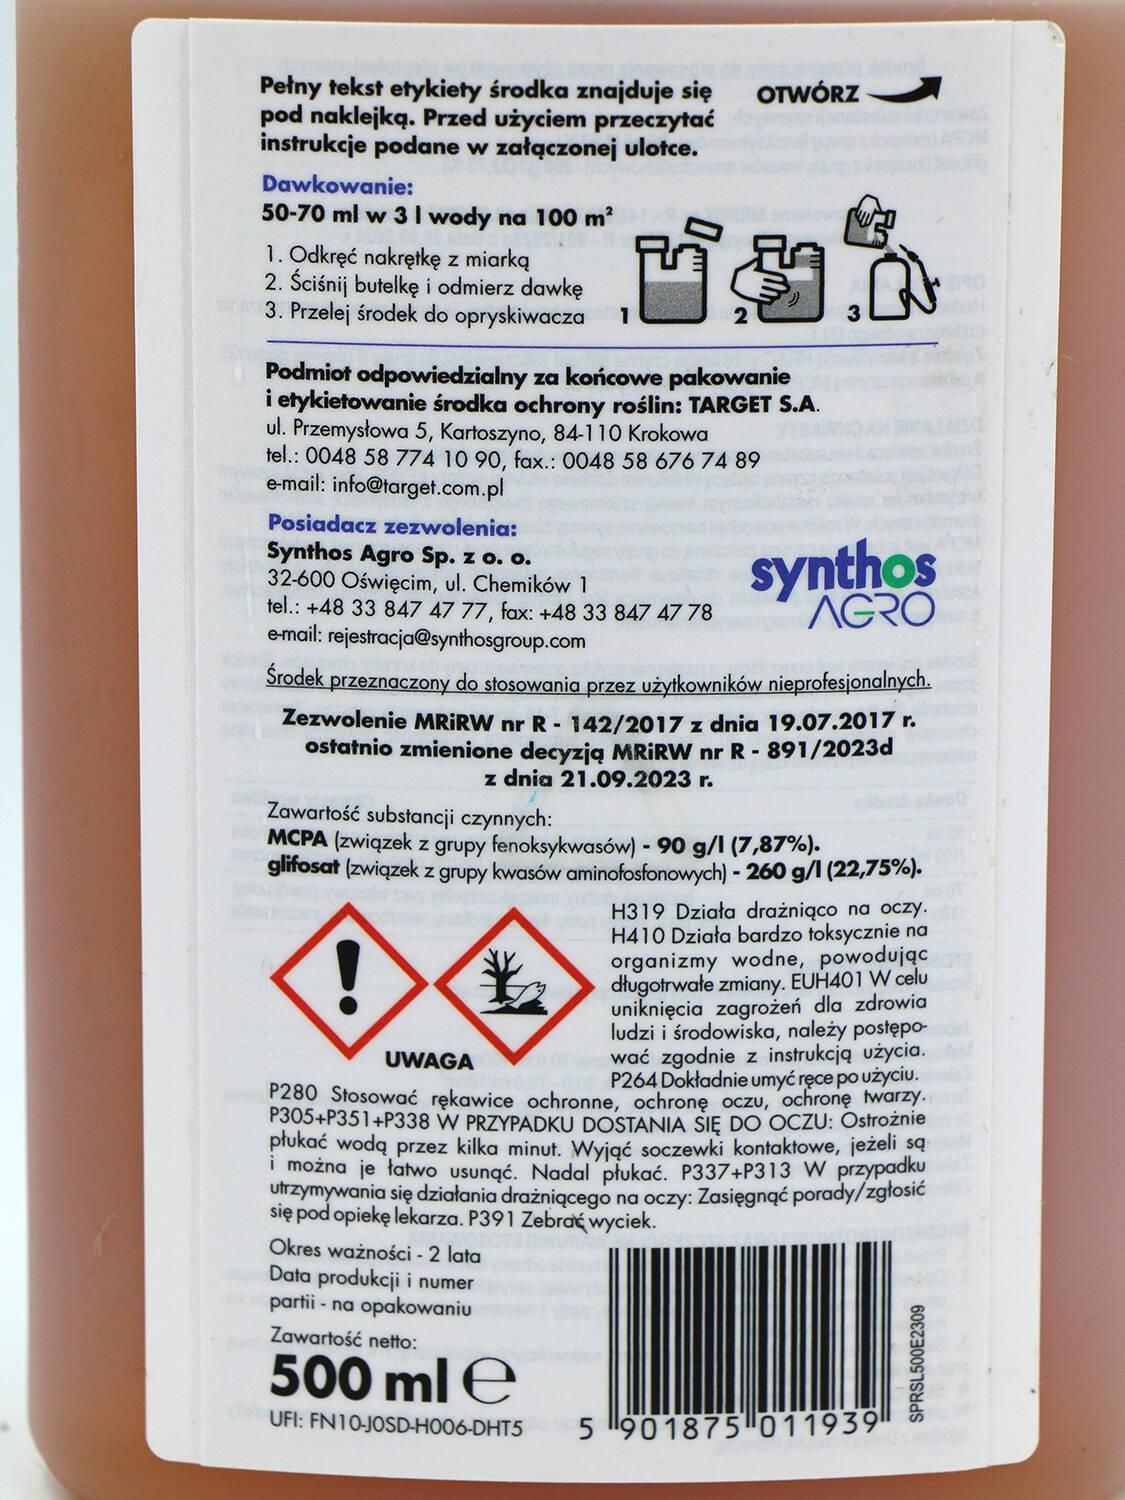 Pełny tekst etykiety środka znajduje się
pod naklejką. Przed użyciem przeczytać
instrukcje podane w załączonej ulotce.
OTWÓRZ
Dawkowanie:
50-70 ml w 3 l wody na 100 m²
1. Odkręć nakrętkę z miarką
2. Ściśnij butelkę i odmierz dawkę
3. Przelej środek do opryskiwacza
1 2 3
Podmiot odpowiedzialny za końcowe pakowanie
i etykietowanie środka ochrony roślin: TARGET S.A.
ul. Przemysłowa 5, Kartoszyno, 84-110 Krokowa
tel.: 0048 58 774 10 90, fax.: 0048 58 676 74 89
e-mail: info@target.com.pl
Posiadacz zezwolenia:
Synthos Agro Sp. z o. o.
32-600 Oświęcim, ul. Chemików 1
tel.: +48 33 847 47 77, fax: +48 33 847 47 78
e-mail: rejestracja@synthosgroup.com
synthos
AGRO
Środek przeznaczony do stosowania przez użytkowników nieprofesjonalnych.
Zezwolenie MRiRW nr R - 142/2017 z dnia 19.07.2017 r.
ostatnio zmienione decyzją MRiRW nr R - 891/2023d
z dnia 21.09.2023 r.
Zawartość substancji czynnych:
MCPA (związek z grupy fenoksykwasów) - 90 g/l (7,87%).
glifosat (związek z grupy kwasów aminofosfonowych) - 260 g/l (22,75%).
UWAGA
H319 Działa drażniąco na oczy.
H410 Działa bardzo toksycznie na
organizmy wodne, powodując
długotrwałe zmiany. EUH401 W celu
uniknięcia zagrożeń dla zdrowia
ludzi i środowiska, należy postępo-
wać zgodnie z instrukcją użycia.
P264 Dokładnie umyć ręce po użyciu.
P280 Stosować rękawice ochronne, ochronę oczu, ochronę twarzy.
P305+P351+P338 W PRZYPADKU DOSTANIA SIĘ DO OCZU: Ostrożnie
płukać wodą przez kilka minut. Wyjąć soczewki kontaktowe, jeżeli są
i można je łatwo usunąć. Nadal płukać. P337+P313 W przypadku
utrzymywania się działania drażniącego na oczy: Zasięgnąć porady/zgłosić
się pod opiekę lekarza. P391 Zebrać wyciek.
Okres ważności - 2 lata
Data produkcji i numer
partii - na opakowaniu
Zawartość netto:
500 ml e
UFI: FN10-J0SD-H006-DHT5
5 901875 011939
SPRSL500E2309